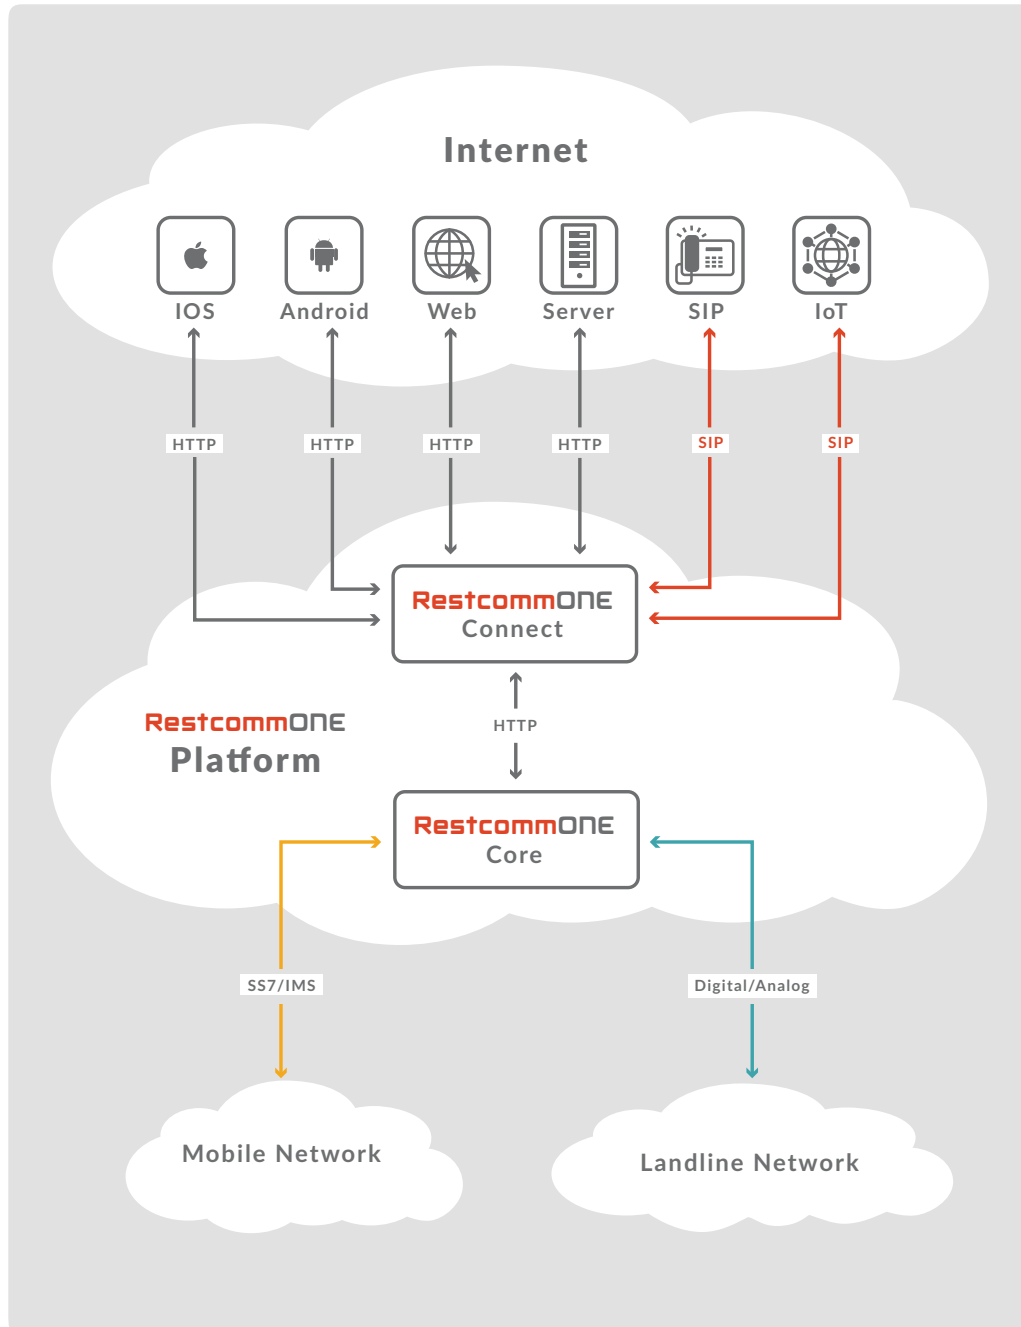 Internet
IOS
Android
Web
Server
SIP
IoT
HTTP
HTTP
HTTP
HTTP
SIP
SIP
RestcommONE
Connect
HTTP
RestcommONE
Platform
RestcommONE
Core
SS7/IMS
Digital/Analog
Mobile Network
Landline Network